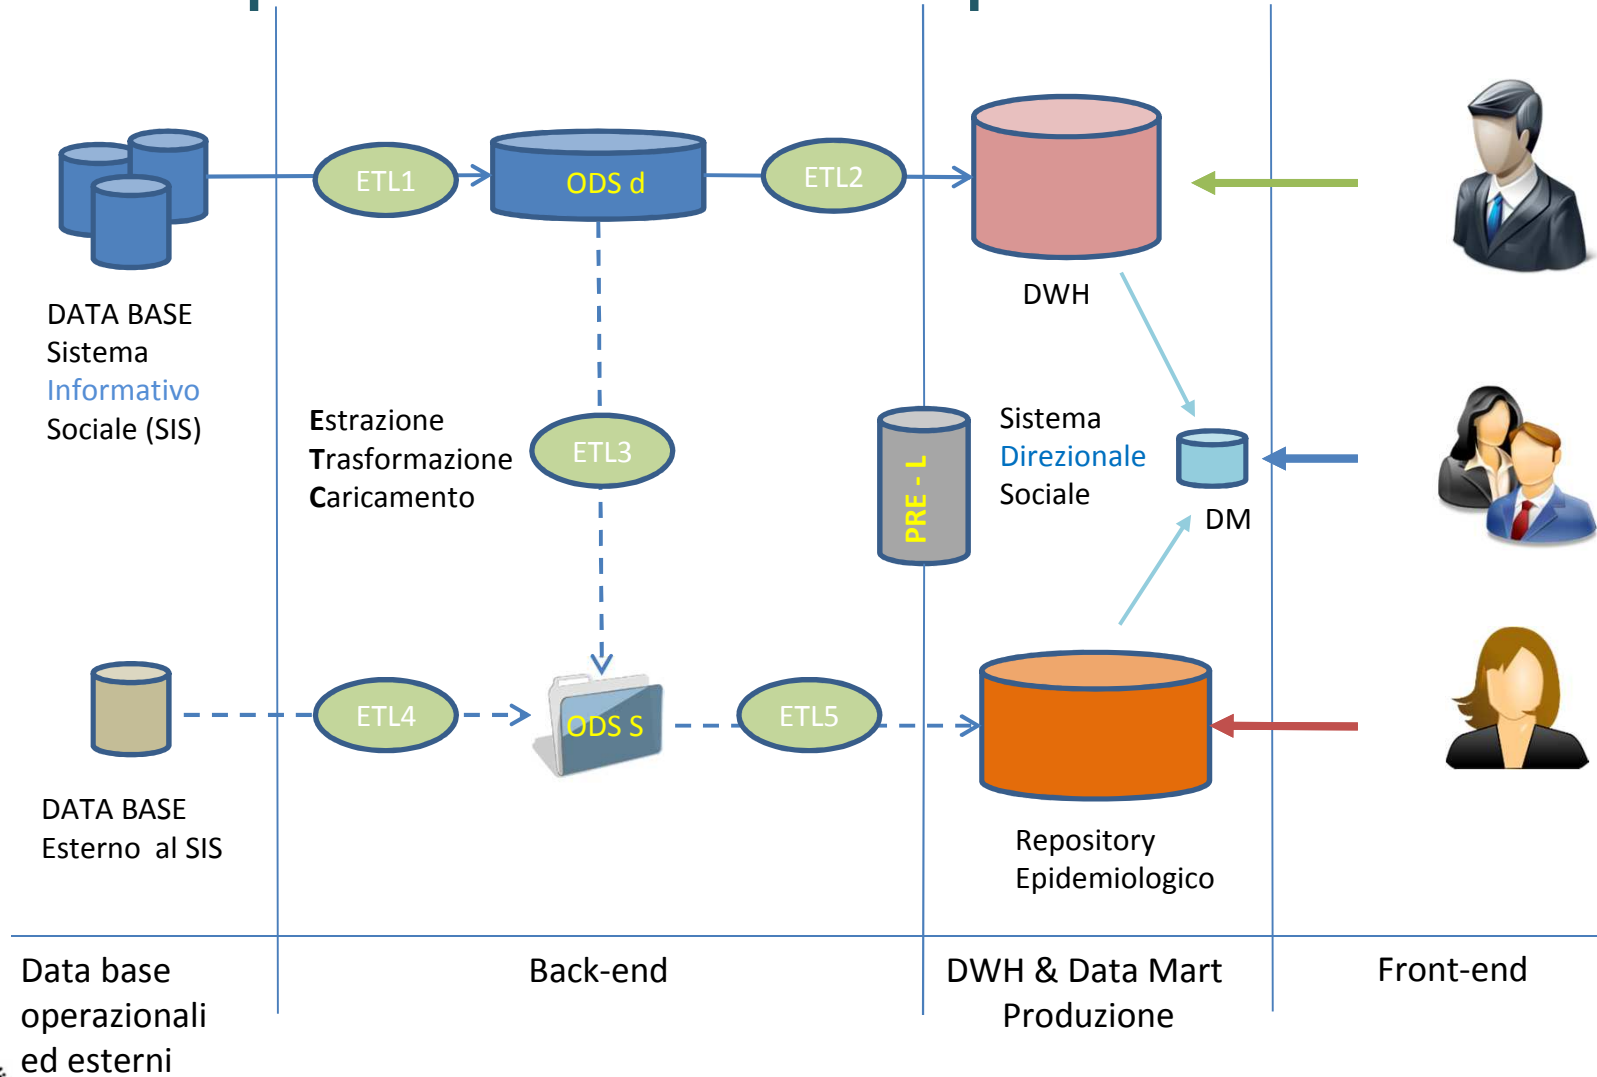 ETL1
ODS d
ETL2
DWH
DATA BASE
Sistema
Informativo
Sociale (SIS)
Estrazione
Trasformazione
Caricamento
ETL3
PRE - L
Sistema
Direzionale
Sociale
DM
ETL4
ODS S
ETL5
DATA BASE
Esterno al SIS
Repository
Epidemiologico
Data base
operazionali
ed esterni
Back-end
DWH & Data Mart
Produzione
Front-end